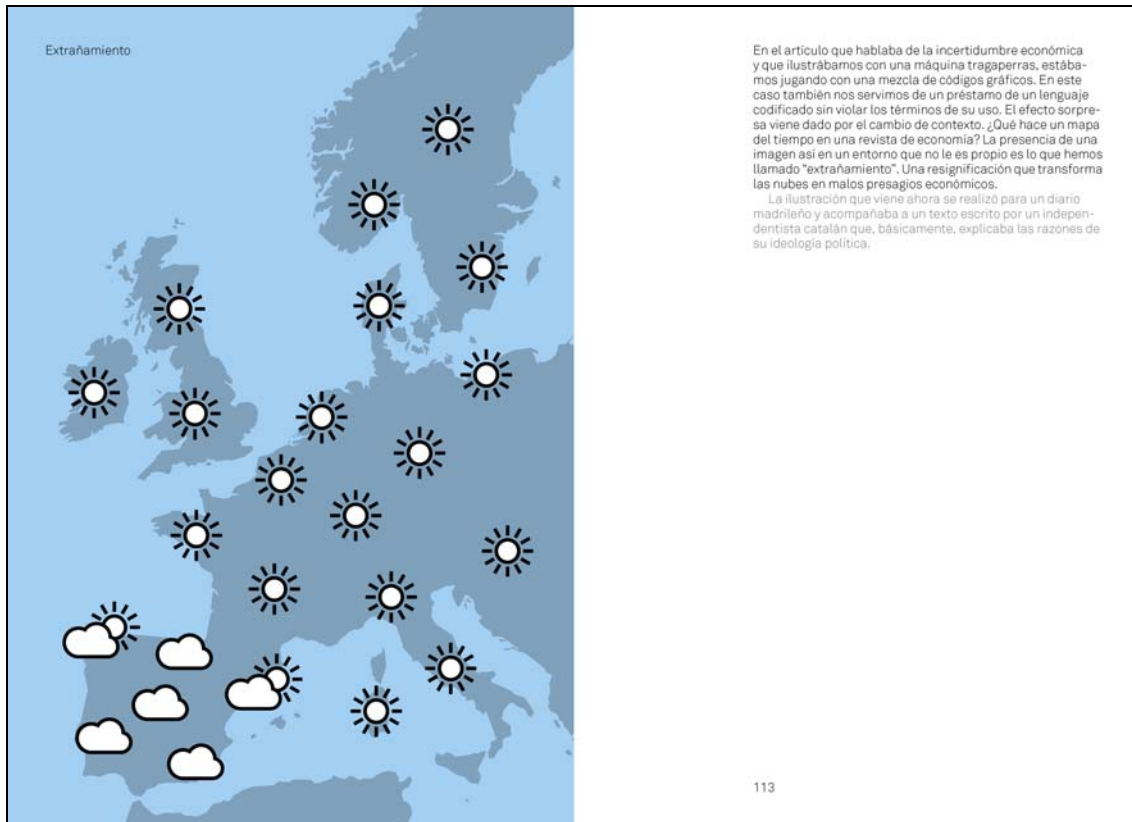 Extrañamiento
En el artículo que hablaba de la incertidumbre económica
y que ilustrábamos con una máquina tragaperras, estába-
mos jugando con una mezcla de códigos gráficos. En este
caso también nos servimos de un préstamo de un lenguaje
codificado sin violar los términos de su uso. El efecto sorpre-
sa viene dado por el cambio de contexto. ¿Qué hace un mapa
del tiempo en una revista de economía? La presencia de una
imagen así en un entorno que no le es propio es lo que hemos
llamado “extrañamiento”. Una resignificación que transforma
las nubes en malos presagios económicos.
La ilustración que viene ahora se realizó para un diario
madrileño y acompañaba a un texto escrito por un indepen-
dentista catalán que, básicamente, explicaba las razones de
su ideología política.
113